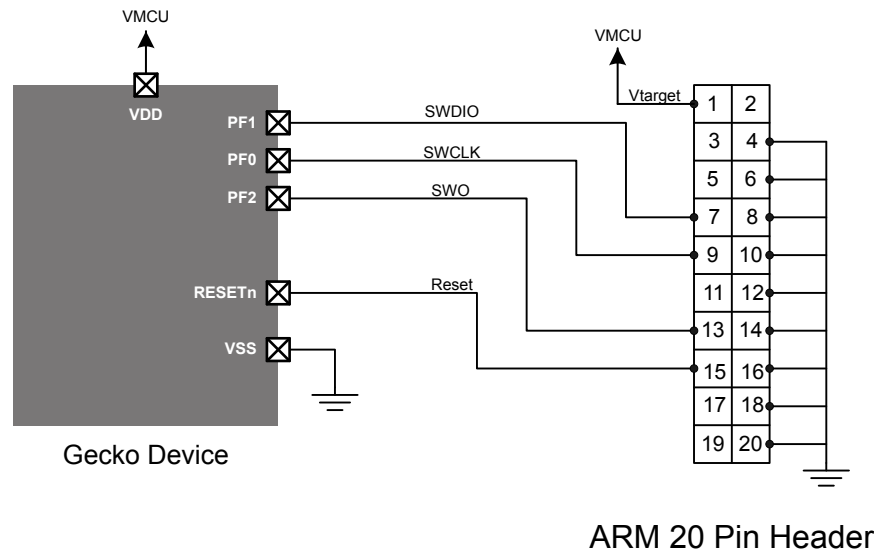 VMCU
VMCU
VDD
Vtarget
1 2
PF1 SWDIO
3 4
PF0 SWCLK
5 6
PF2 SWO
7 8
9 10
RESETn Reset
11 12
13 14
VSS
15 16
17 18
19 20
Gecko Device
ARM 20 Pin Header